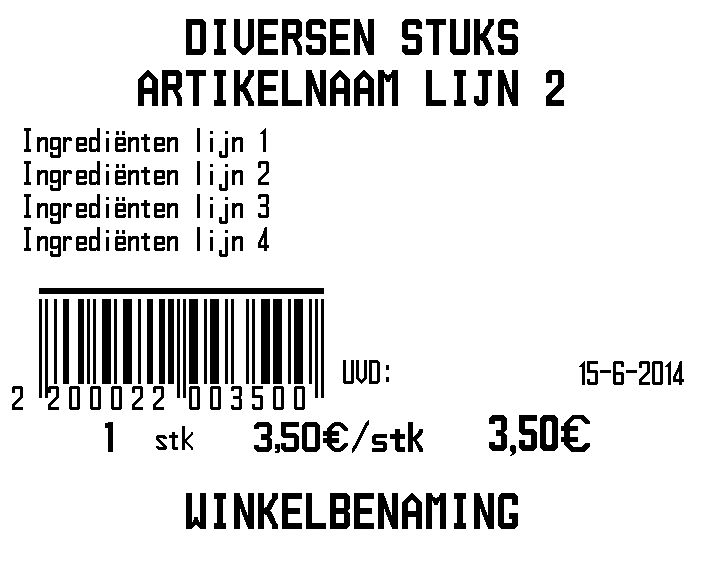 DIVERSEN STUKS
ARTIKELNAAM LIJN 2
Ingrediënten lijn 1
Ingrediënten lijn 2
Ingrediënten lijn 3
Ingrediënten lijn 4
UVD: 15-6-2014
2 200022 003500
1 stk 3,50€/stk 3,50€
WINKELBENAMING